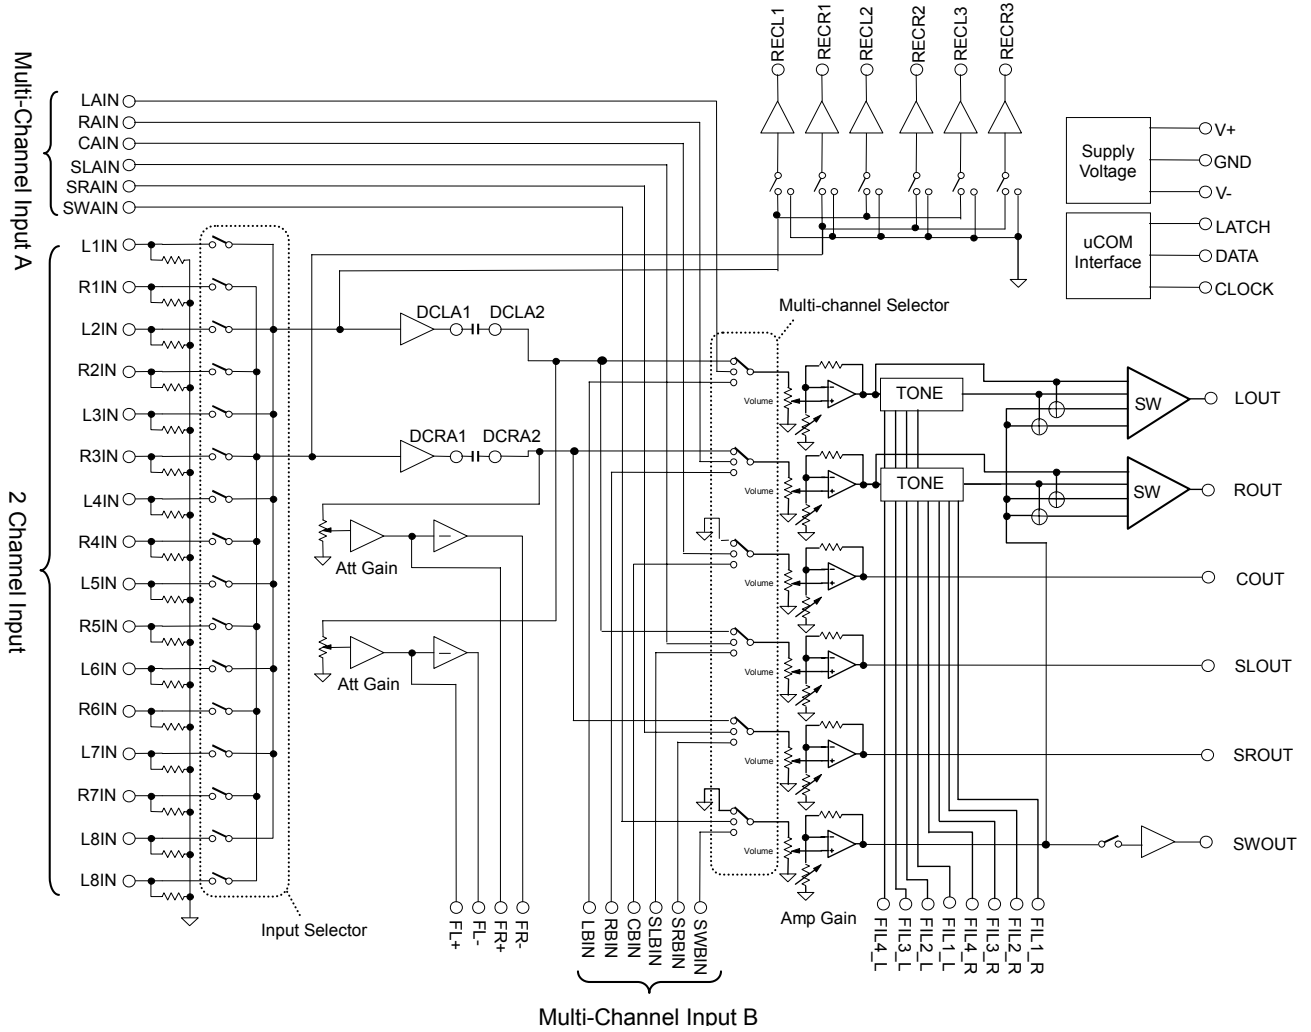 RECL1
RECR1
RECL2
RECR2
RECL3
RECR3
Multi-Channel Input A
LAIN
RAIN
CAIN
SLAIN
SRAIN
SWAIN
Supply
Voltage
V+
GND
V-
uCOM
Interface
LATCH
DATA
CLOCK
2 Channel Input
L1IN
R1IN
L2IN
R2IN
L3IN
R3IN
L4IN
R4IN
L5IN
R5IN
L6IN
R6IN
L7IN
R7IN
L8IN
L8IN
Input Selector
DCLA1
DCLA2
DCRA1
DCRA2
Att Gain
Att Gain
FL+
FL-
FR+
FR-
Multi-channel Selector
Volume
Volume
Volume
Volume
Volume
Volume
Amp Gain
TONE
TONE
SW
SW
LOUT
ROUT
COUT
SLOUT
SROUT
SWOUT
LBIN
RBIN
CBIN
SLBIN
SRBIN
SWBIN
Multi-Channel Input B
FIL4_L
FIL3_L
FIL2_L
FIL1_L
FIL4_R
FIL3_R
FIL2_R
FIL1_R